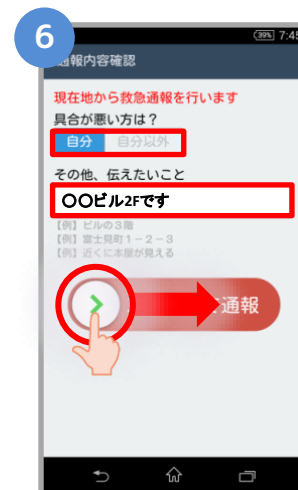 6
39% 7:45
通報内容確認
現在地から救急通報を行います
具合が悪い方は？
自分 自分以外
その他、伝えたいこと
〇〇ビル2Fです
【例】ビルの３階
【例】富士見町１－２－３
【例】近くに本屋が見える
通報